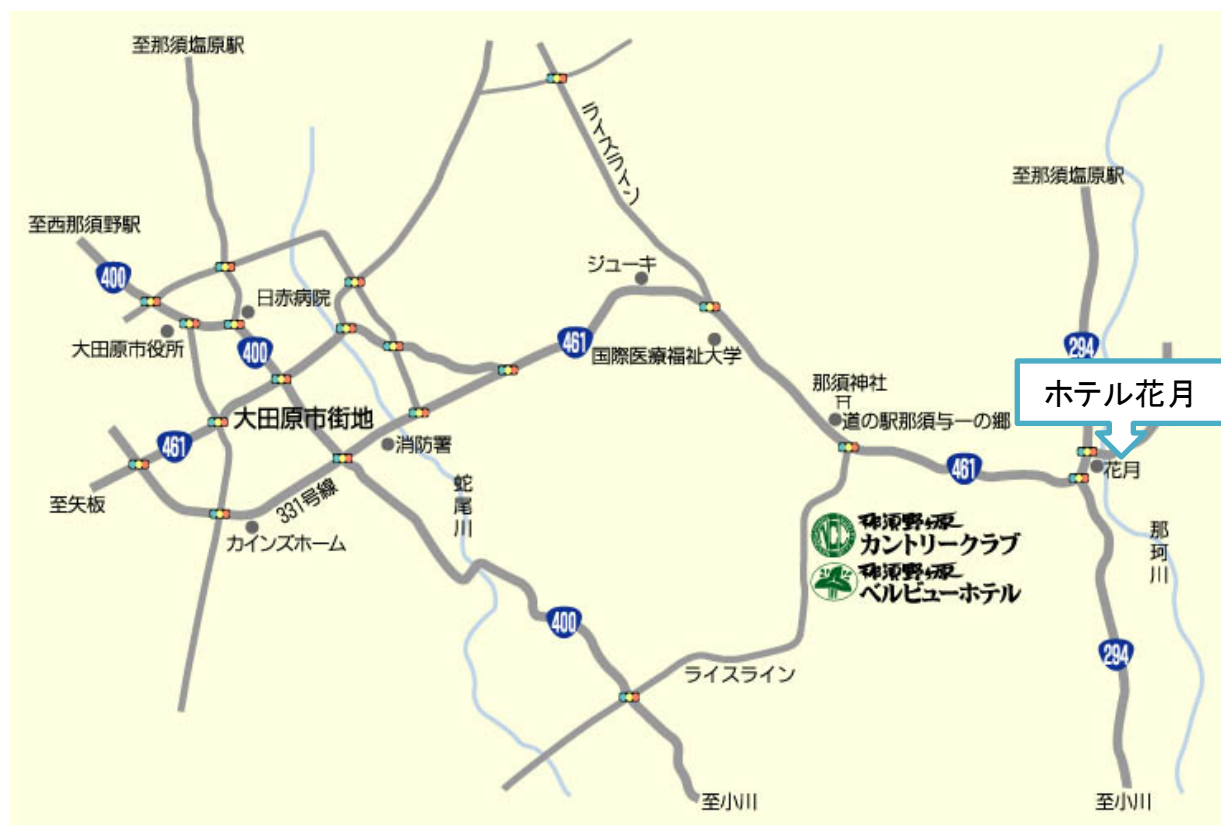 至那須塩原駅
ライスライン
至那須塩原駅
至西那須野駅
400
日赤病院
大田原市役所
400
ジューキ
461
国際医療福祉大学
294
ホテル花月
那須神社
道の駅那須与一の郷
大田原市街地
消防署
461
461
花月
至矢板
331号線
カインズホーム
蛇尾川
那珂川
NCC
那須野ヶ原
カントリークラブ
那須野ヶ原
ベルビューホテル
400
294
ライスライン
至小川
至小川